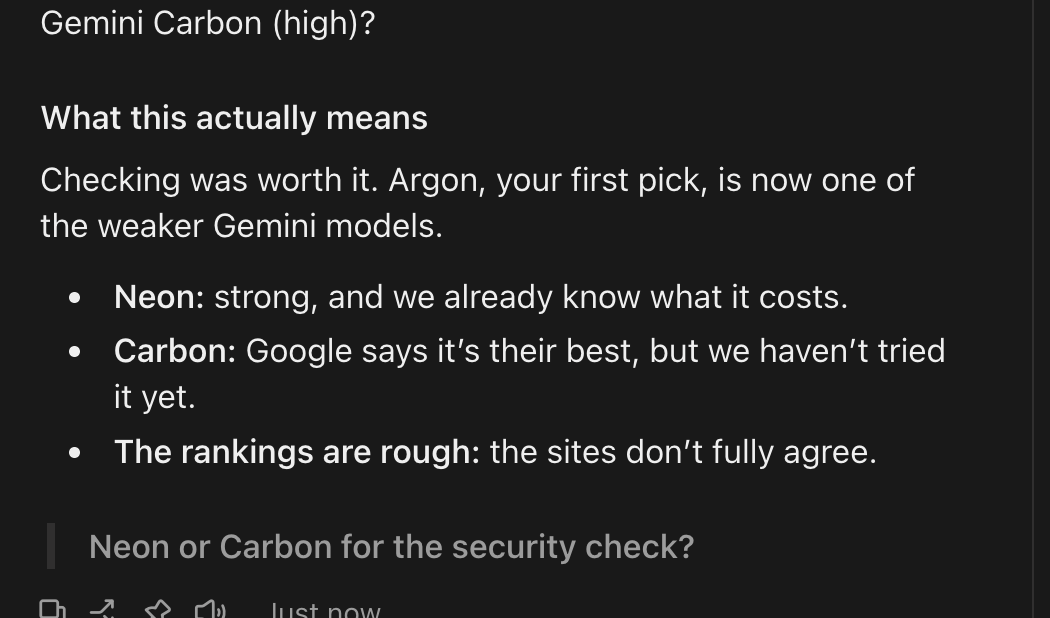 Gemini Carbon (high)?
What this actually means
Checking was worth it. Argon, your first pick, is now one of
the weaker Gemini models.
• Neon: strong, and we already know what it costs.
• Carbon: Google says it’s their best, but we haven’t tried
it yet.
• The rankings are rough: the sites don’t fully agree.
Neon or Carbon for the security check?
Just now